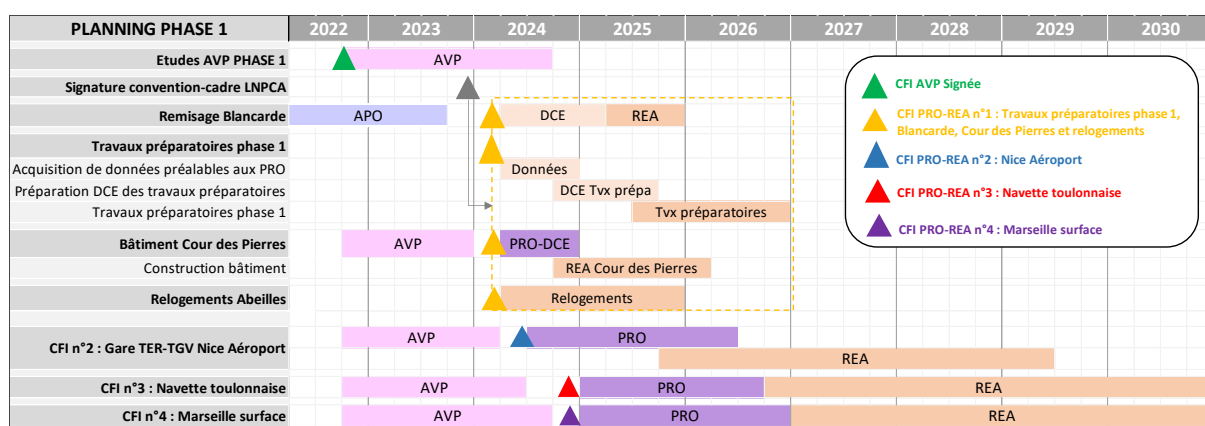 PLANNING PHASE 1 2022 2023 2024 2025 2026 2027 2028 2029 2030
Etudes AVP PHASE 1 AVP
Signature convention-cadre LNPCA
Remisage Blancarde APO DCE REA
Travaux préparatoires phase 1
Acquisition de données préalables aux PRO Données
Préparation DCE des travaux préparatoires DCE Tvx prépa
Travaux préparatoires phase 1 Tvx préparatoires
Bâtiment Cour des Pierres AVP PRO-DCE
Construction bâtiment REA Cour des Pierres
Relogements Abeilles Relogements
CFI n°2 : Gare TER-TGV Nice Aéroport AVP PRO
REA
CFI n°3 : Navette toulonnaise AVP PRO REA
CFI n°4 : Marseille surface AVP PRO REA
CFI AVP Signée
CFI PRO-REA n°1 : Travaux préparatoires phase 1,
Blancarde, Cour des Pierres et relogements
CFI PRO-REA n°2 : Nice Aéroport
CFI PRO-REA n°3 : Navette toulonnaise
CFI PRO-REA n°4 : Marseille surface